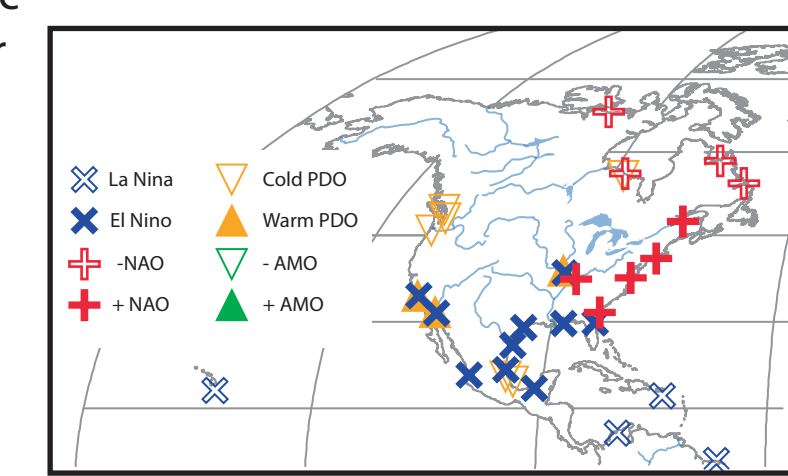 La Nina
El Nino
-NAO
+ NAO
Cold PDO
Warm PDO
- AMO
+ AMO